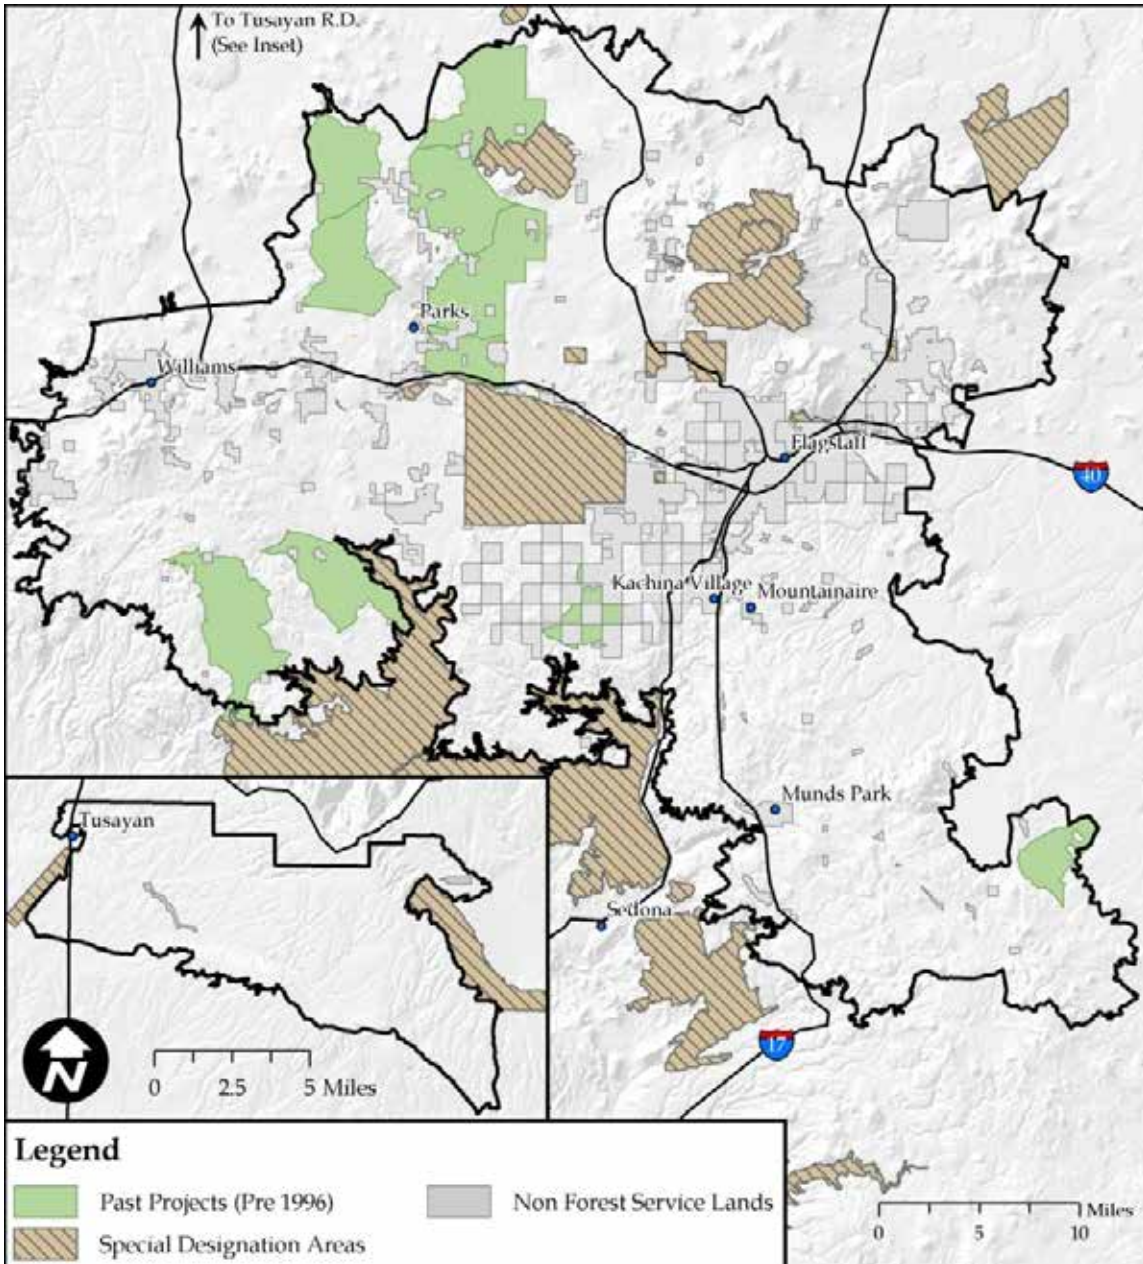 To Tusayan R.D.
(See Inset)
Parks
Williams
Flagstaff
40
Kachina Village
Mountainaire
Munds Park
Tusayan
Sedona
17
N
0 2.5 5 Miles
Legend
Past Projects (Pre 1996)
Non Forest Service Lands
Special Designation Areas
Miles
0 5 10